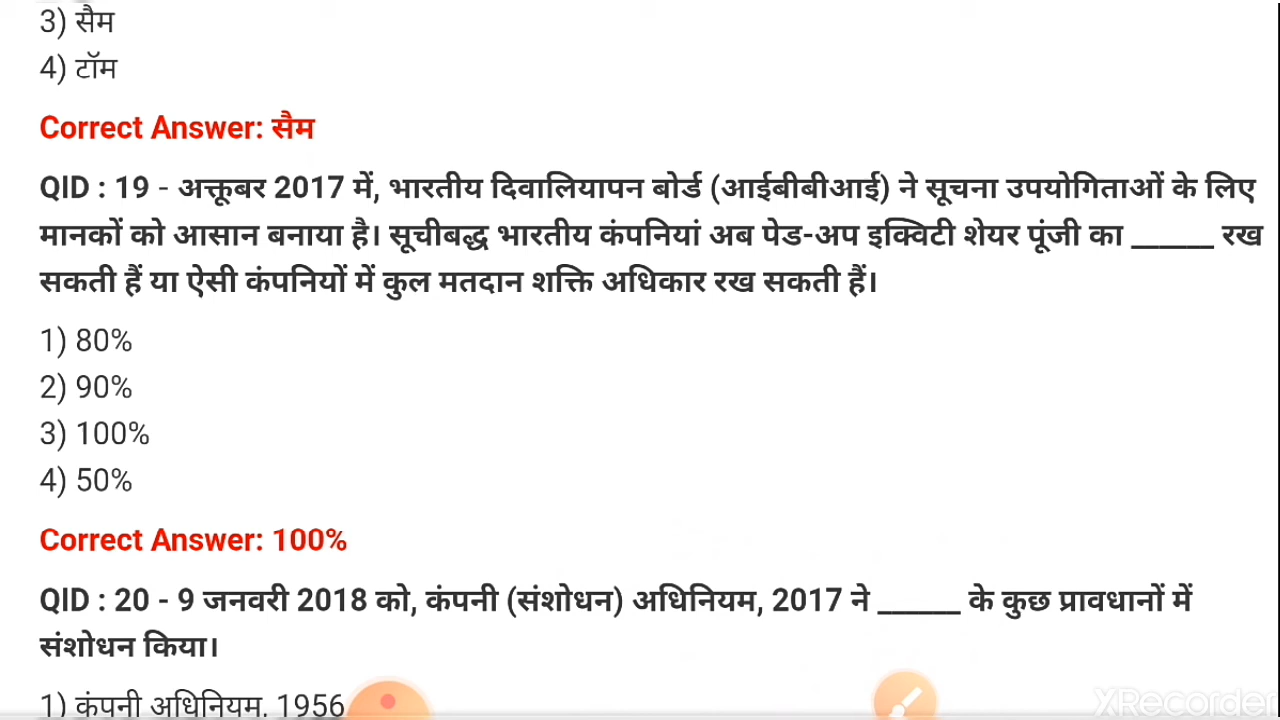 3) सैम
4) टॉम
Correct Answer: सैम
QID : 19 - अक्तूबर 2017 में, भारतीय दिवालियापन बोर्ड (आईबीबीआई) ने सूचना उपयोगिताओं के लिए
मानकों को आसान बनाया है। सूचीबद्ध भारतीय कंपनियां अब पेड-अप इक्विटी शेयर पूंजी का ______ रख
सकती हैं या ऐसी कंपनियों में कुल मतदान शक्ति अधिकार रख सकती हैं।
1) 80%
2) 90%
3) 100%
4) 50%
Correct Answer: 100%
QID : 20 - 9 जनवरी 2018 को, कंपनी (संशोधन) अधिनियम, 2017 ने ______ के कुछ प्रावधानों में
संशोधन किया।
1) कंपनी अधिनियम, 1956
XRecorder